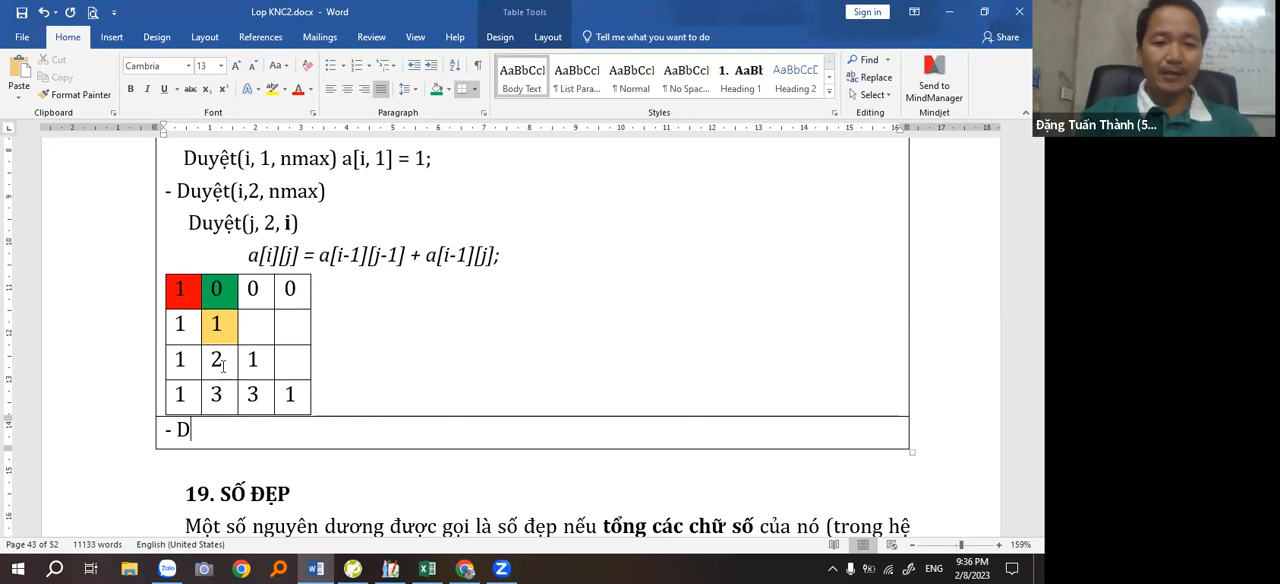 Lop KNC2.docx - Word
Table Tools
Sign in
File Home Insert Design Layout References Mailings Review View Help Design Layout Tell me what you want to do Share
Paste
Cut
Copy
Format Painter
Clipboard
Cambria 13
Font
Paragraph
AaBbCcl AaBbCcl AaBbCcl AaBbCcl 1. AaBl AaBbCcD
Body Text ¶ List Para... ¶ Normal ¶ No Spac... Heading 1 Heading 2
Styles
Find
Replace
Select
Editing
Send to MindManager
Mindjet
Đặng Tuấn Thành (5...
Duyệt(i, 1, nmax) a[i, 1] = 1;
- Duyệt(i,2, nmax)
Duyệt(j, 2, i)
a[i][j] = a[i-1][j-1] + a[i-1][j];
1 0 0 0
1 1
1 2 1
1 3 3 1
- D
19. SỐ ĐẸP
Một số nguyên dương được gọi là số đẹp nếu tổng các chữ số của nó (trong hệ
Page 43 of 52 11133 words English (United States) 159%
ENG
9:36 PM
2/8/2023